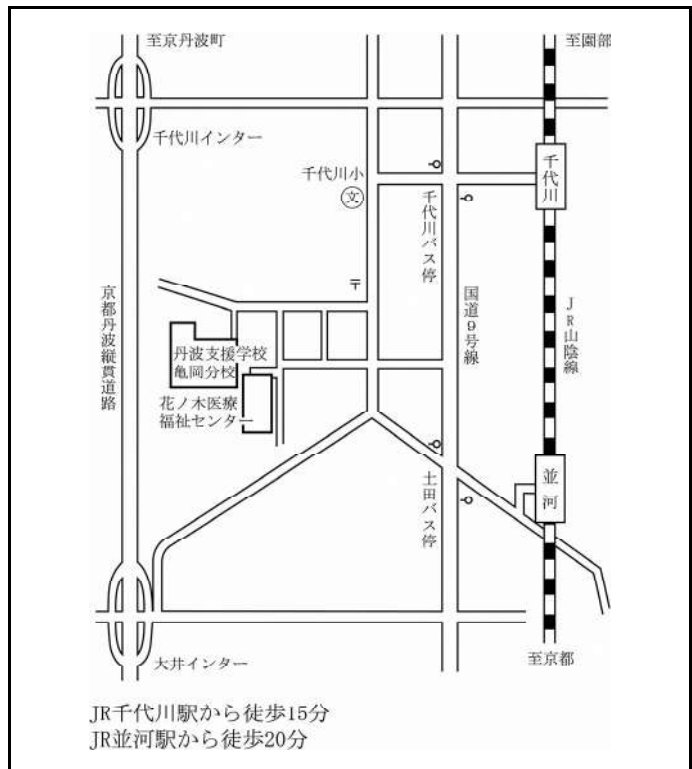 至京丹波町
至園部
千代川インター
千代川小
文
千代川
千代川バス停
〒
京都丹波縦貫道路
国道9号線
JR山陰線
丹波支援学校
亀岡分校
花ノ木医療
福祉センター
並河
土田バス停
大井インター
至京都
JR千代川駅から徒歩15分
JR並河駅から徒歩20分